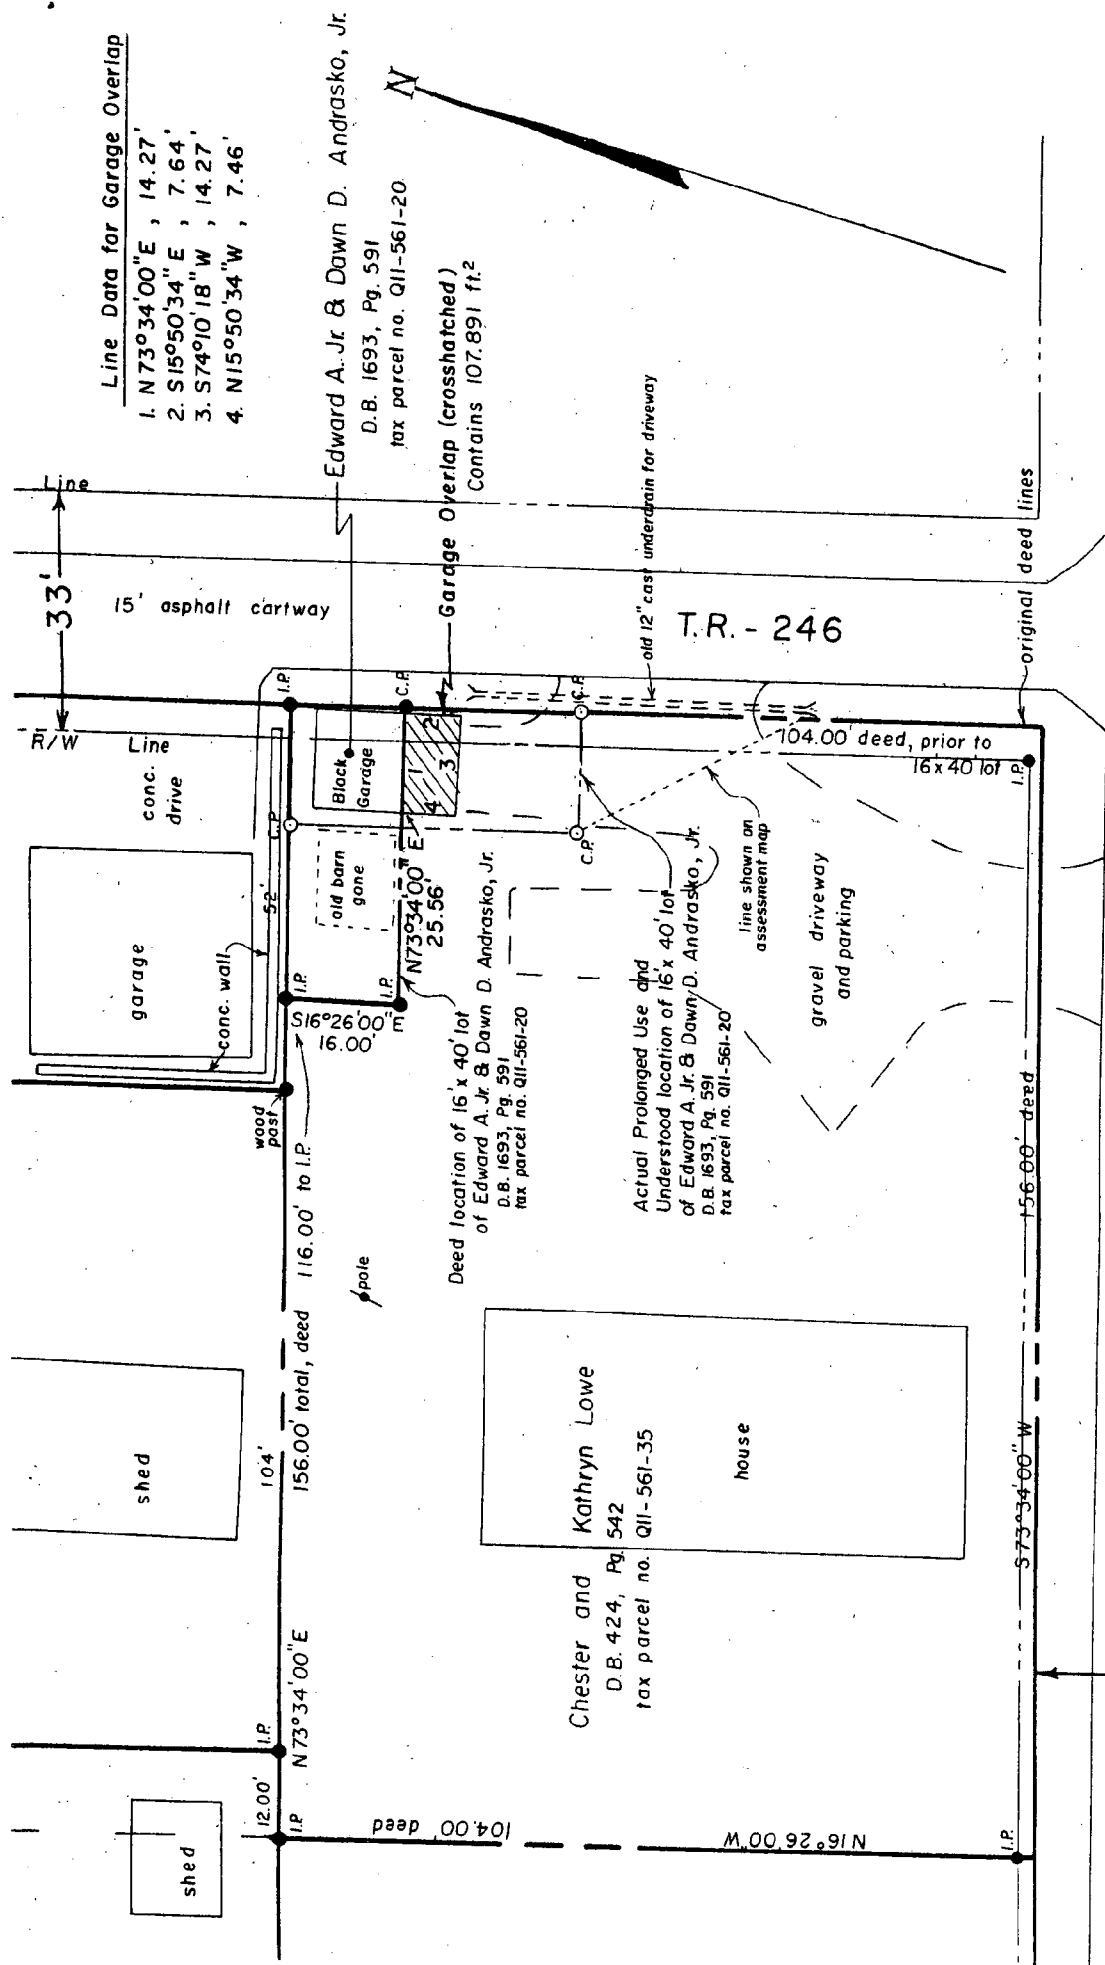 Line Data for Garage Overlap
1. N73°34'00"E , 14.27'
2. S15°50'34"E , 7.64'
3. S74°10'18"W , 14.27'
4. N15°50'34"W , 7.46'
Edward A. Jr. & Dawn D. Andrasko, Jr.
D.B. 1693, Pg. 591
tax parcel no. Q11-561-20
N
Garage Overlap (crosshatched)
Contains 107.891 ft.²
Line
33'
15' asphalt cartway
T.R. - 246
old 12" cast underdrain for driveway
original deed lines
R/W Line
conc.
drive
I.P.
C.P.
C.P.
C.P.
C.P.
Block
Garage
1
2
3
4
104.00' deed, prior to
16 x 40' lot
I.P.
old barn
gone
garage
52'
conc. wall
I.P.
I.P.
N73°34'00" E
25.56'
S16°26'00" E
16.00'
line shown on
assessment map
gravel driveway
and parking
wood
post
116.00' to I.P.
Deed location of 16'x 40' lot
of Edward A. Jr. & Dawn D. Andrasko, Jr.
D.B. 1693, Pg. 591
tax parcel no. Q11-561-20
Actual Prolonged Use and
Understood location of 16'x 40' lot
of Edward A. Jr. & Dawn D. Andrasko, Jr.
D.B. 1693, Pg. 591
tax parcel no. Q11-561-20
pole
156.00' deed
shed
104'
156.00' total, deed
Chester and Kathryn Lowe
D.B. 424, Pg. 542
tax parcel no. Q11-561-35
house
S73°34'00" W
N73°34'00"E
I.P.
12.00'
I.P.
shed
104.00' deed
N16°26'00"W
I.P.